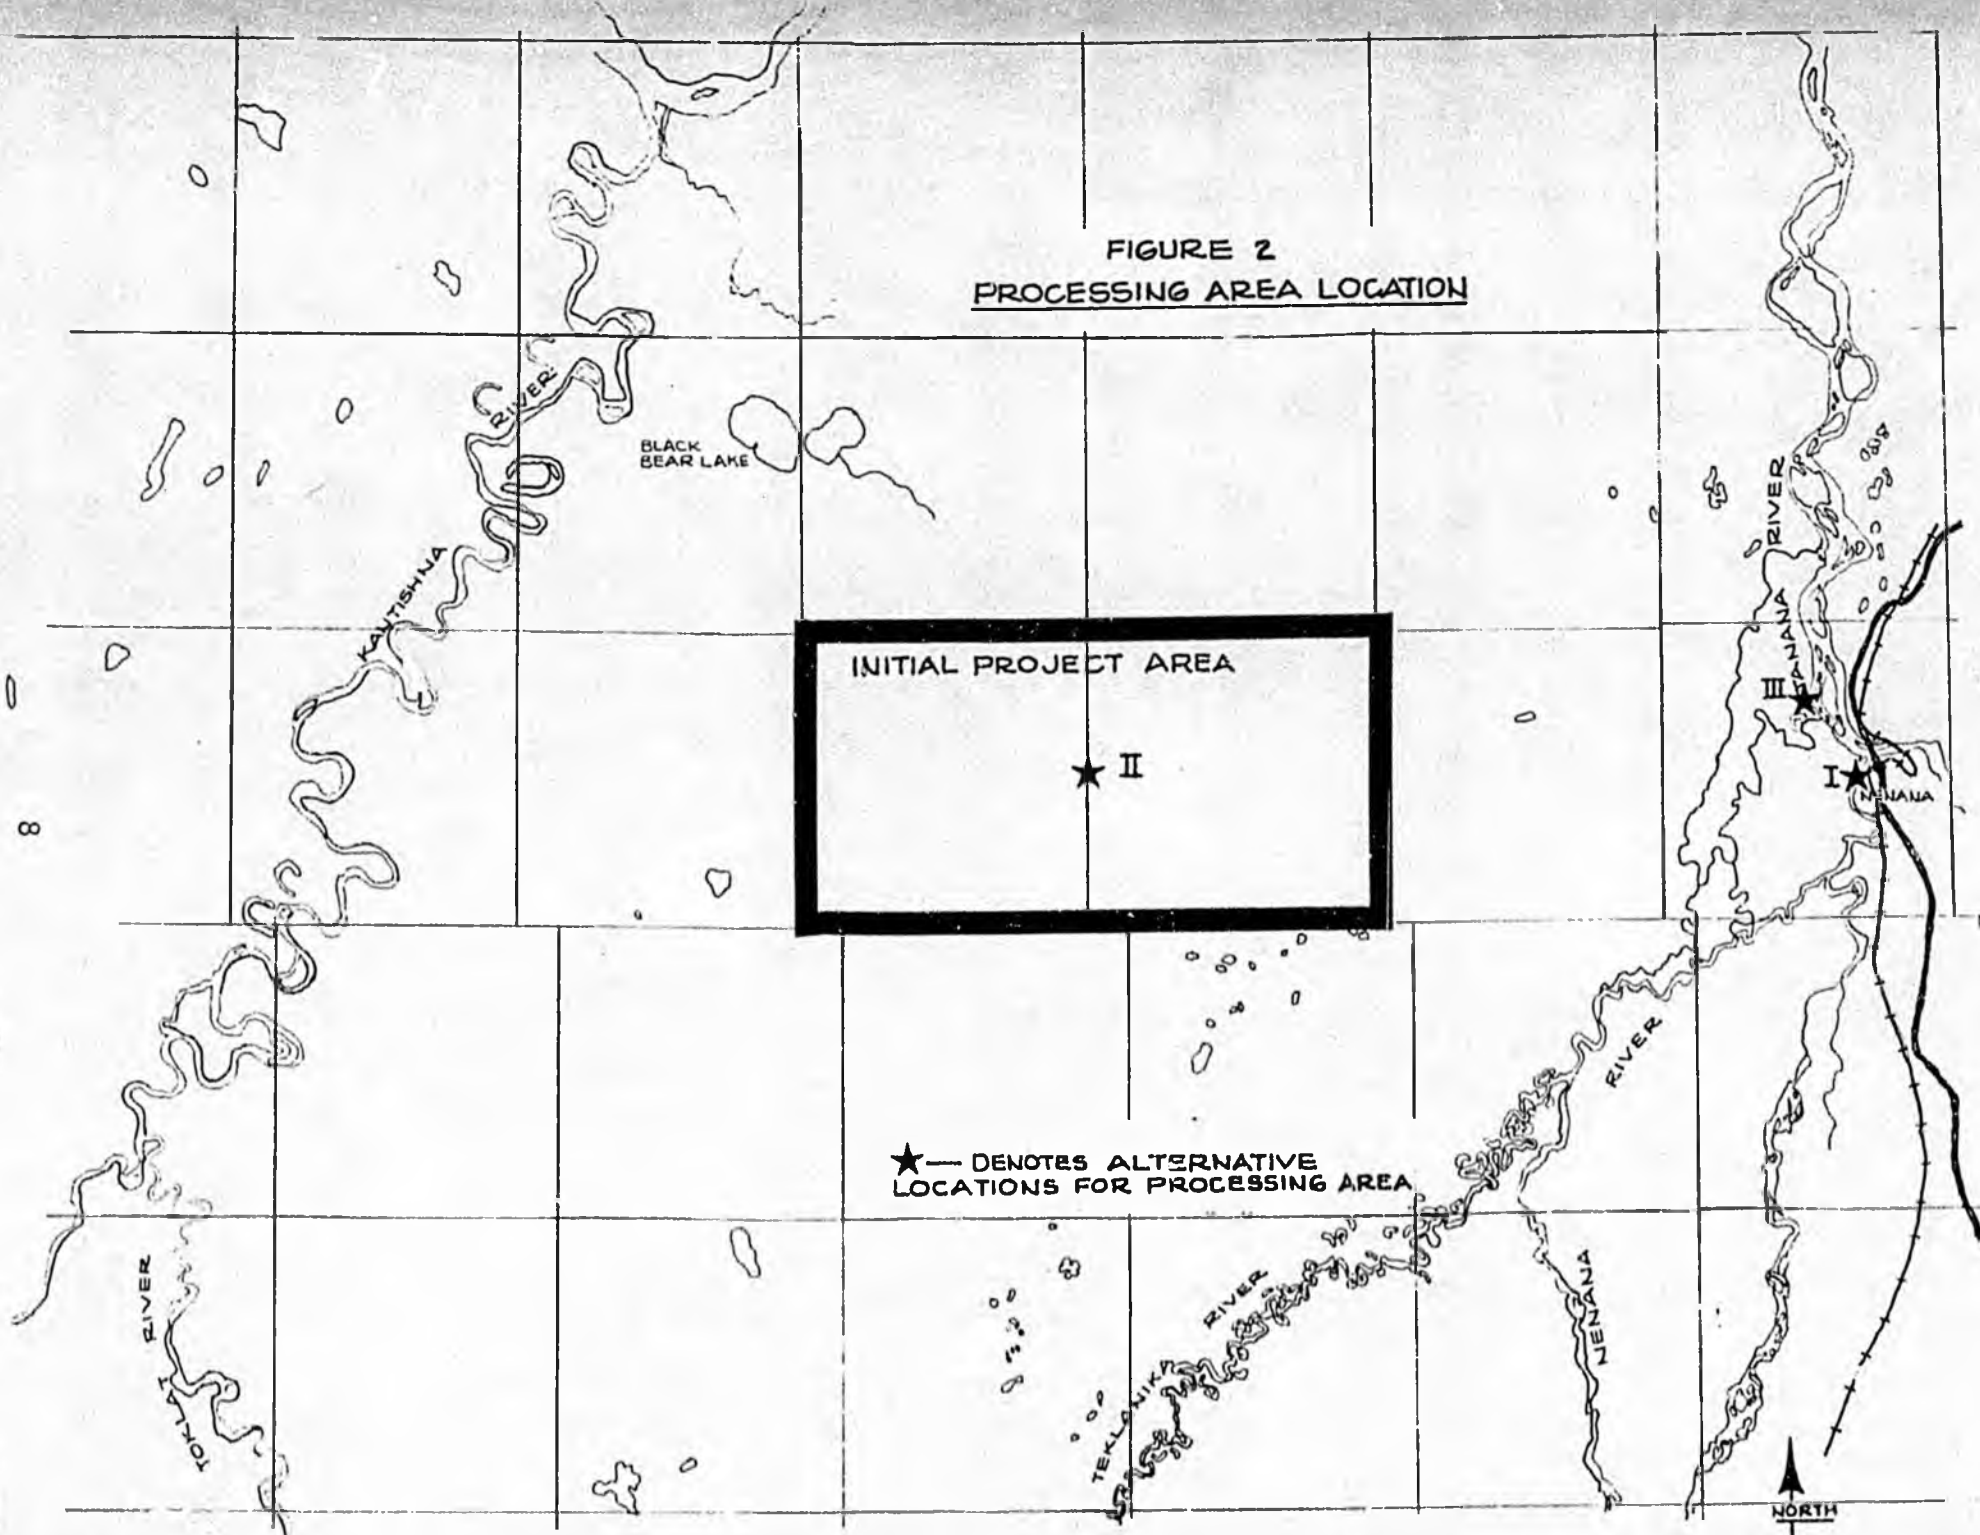 FIGURE 2
PROCESSING AREA LOCATION
RIVER
BLACK
BEAR LAKE
KANTISHNA
RIVER
TANANA
INITIAL PROJECT AREA
III
II
I
NENANA
8
RIVER
★— DENOTES ALTERNATIVE
LOCATIONS FOR PROCESSING AREA
RIVER
TOKLAT
RIVER
TEKLANIKA
NENANA
NORTH